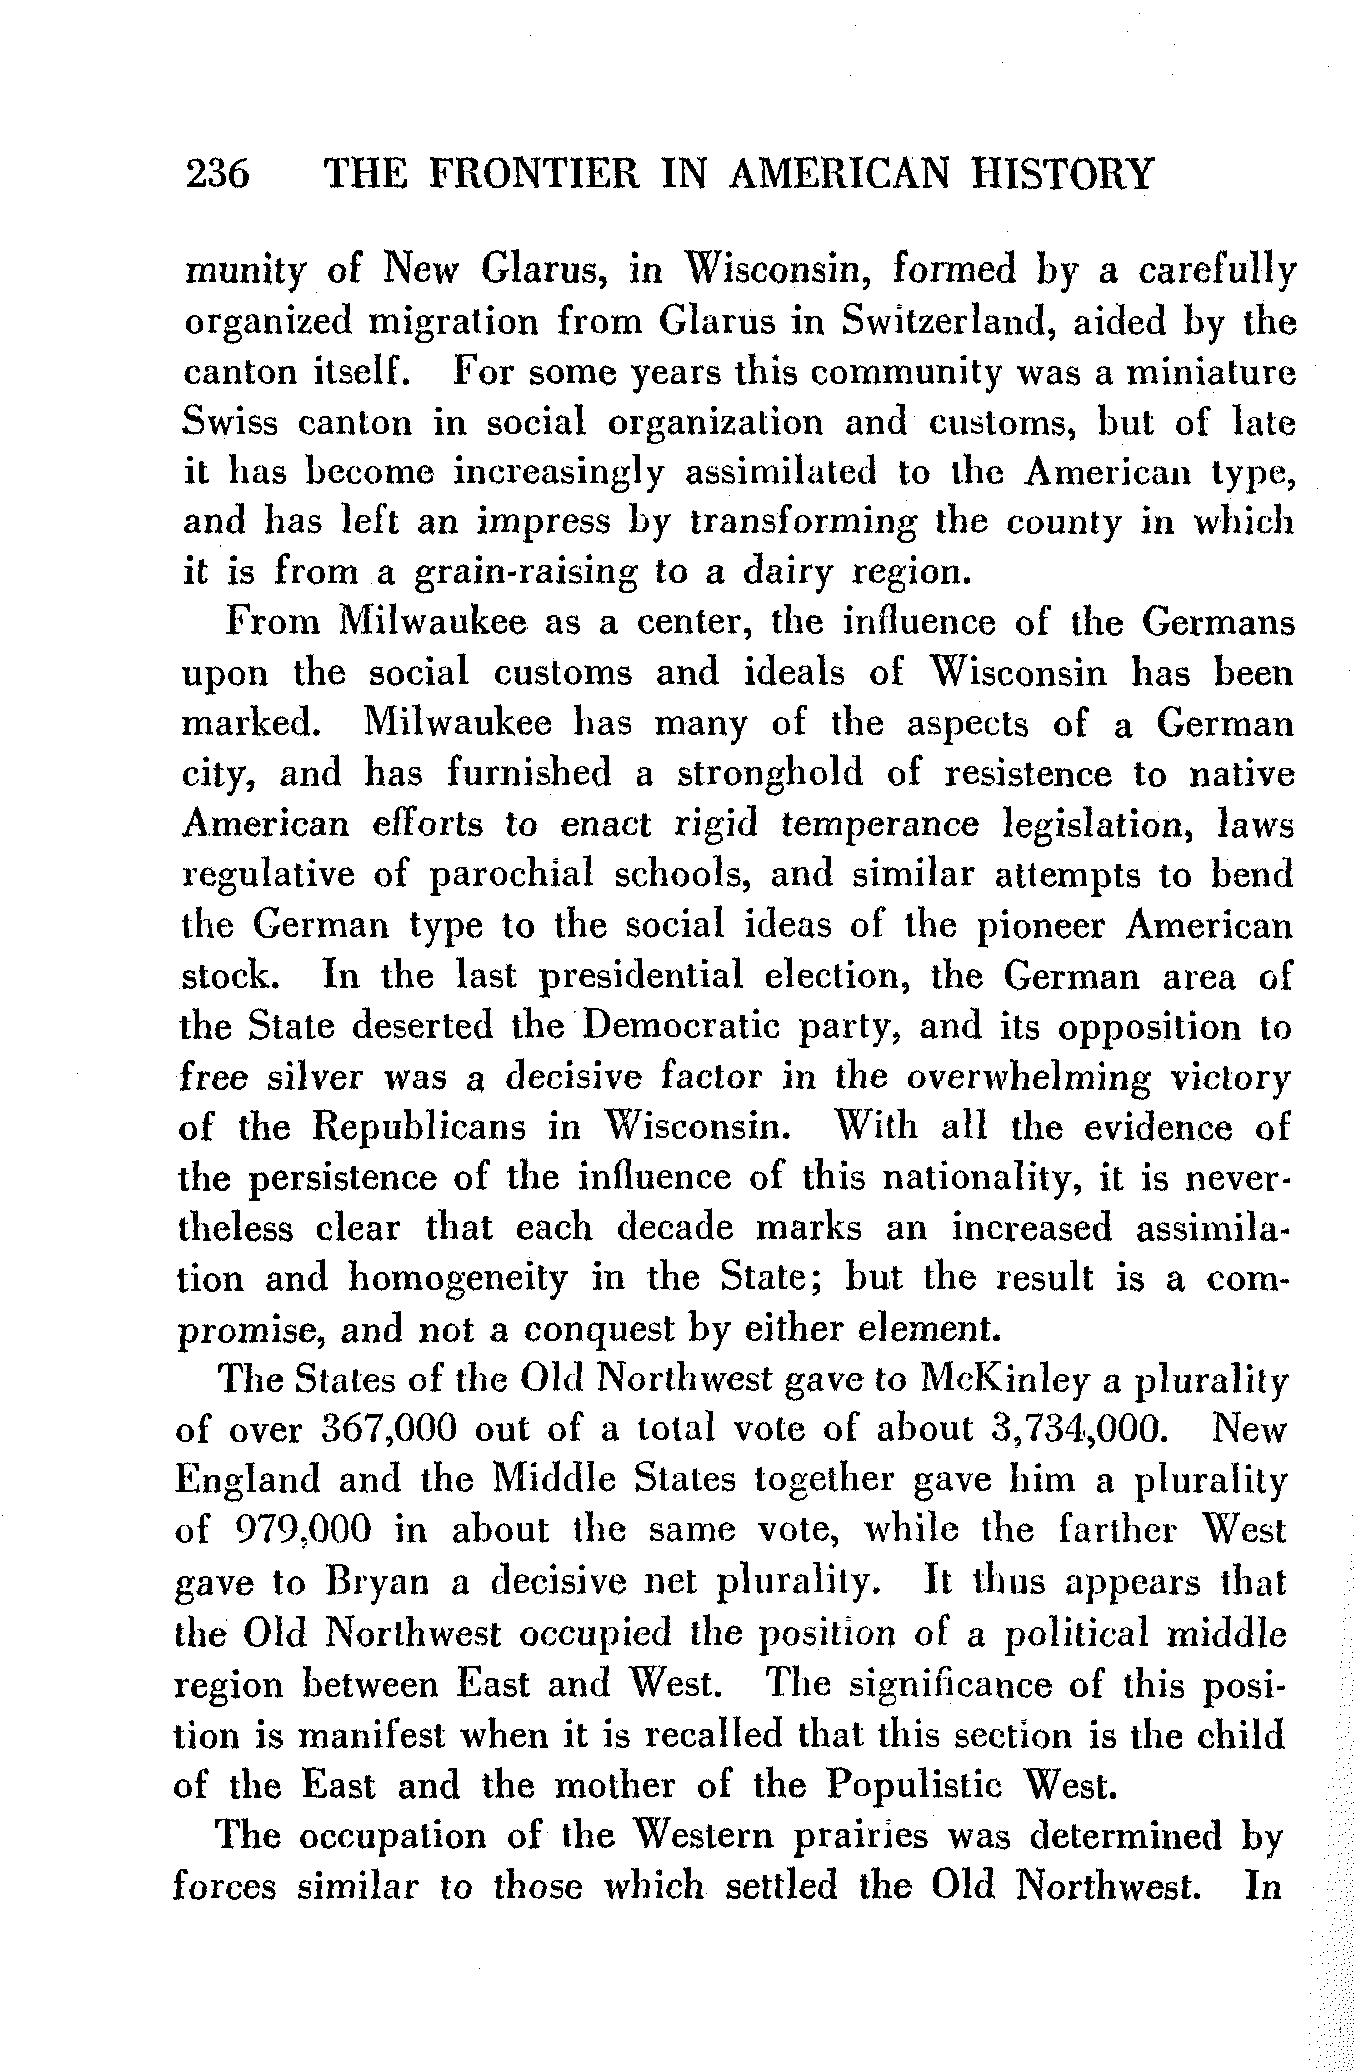 236 THE FRONTIER IN AMERICAN HISTORY
munity of New Glarus, in Wisconsin, formed by a carefully
organized migration from Glarus in Switzerland, aided by the
canton itself. For some years this community was a miniature
Swiss canton in social organization and customs, but of late
it has become increasingly assimilated to the American type,
and has left an impress by transforming the county in which
it is from a grain-raising to a dairy region.
From Milwaukee as a center, the influence of the Germans
upon the social customs and ideals of Wisconsin has been
marked. Milwaukee has many of the aspects of a German
city, and has furnished a stronghold of resistence to native
American efforts to enact rigid temperance legislation, laws
regulative of parochial schools, and similar attempts to bend
the German type to the social ideas of the pioneer American
stock. In the last presidential election, the German area of
the State deserted the Democratic party, and its opposition to
free silver was a decisive factor in the overwhelming victory
of the Republicans in Wisconsin. With all the evidence of
the persistence of the influence of this nationality, it is never-
theless clear that each decade marks an increased assimila-
tion and homogeneity in the State; but the result is a com-
promise, and not a conquest by either element.
The States of the Old Northwest gave to McKinley a plurality
of over 367,000 out of a total vote of about 3,734,000. New
England and the Middle States together gave him a plurality
of 979,000 in about the same vote, while the farther West
gave to Bryan a decisive net plurality. It thus appears that
the Old Northwest occupied the position of a political middle
region between East and West. The significance of this posi-
tion is manifest when it is recalled that this section is the child
of the East and the mother of the Populistic West.
The occupation of the Western prairies was determined by
forces similar to those which settled the Old Northwest. In